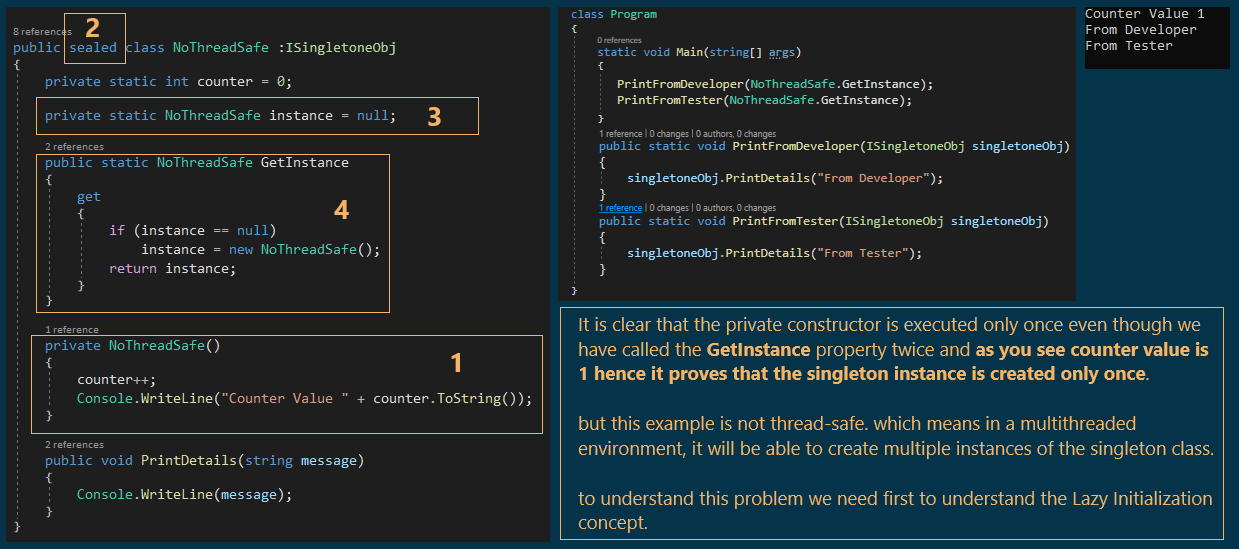 8 references
public sealed class NoThreadSafe :ISingletoneObj
2
{
private static int counter = 0;
private static NoThreadSafe instance = null;
3
2 references
public static NoThreadSafe GetInstance
{
get
{
4
if (instance == null)
instance = new NoThreadSafe();
return instance;
}
}
1 reference
private NoThreadSafe()
{
1
counter++;
Console.WriteLine("Counter Value " + counter.ToString());
}
2 references
public void PrintDetails(string message)
{
Console.WriteLine(message);
}
}
class Program
{
0 references
static void Main(string[] args)
{
PrintFromDeveloper(NoThreadSafe.GetInstance);
PrintFromTester(NoThreadSafe.GetInstance);
}
1 reference | 0 changes | 0 authors, 0 changes
public static void PrintFromDeveloper(ISingletoneObj singletoneObj)
{
singletoneObj.PrintDetails("From Developer");
}
1 reference | 0 changes | 0 authors, 0 changes
public static void PrintFromTester(ISingletoneObj singletoneObj)
{
singletoneObj.PrintDetails("From Tester");
}
}
Counter Value 1
From Developer
From Tester
It is clear that the private constructor is executed only once even though we
have called the GetInstance property twice and as you see counter value is
1 hence it proves that the singleton instance is created only once.
but this example is not thread-safe. which means in a multithreaded
environment, it will be able to create multiple instances of the singleton class.
to understand this problem we need first to understand the Lazy Initialization
concept.